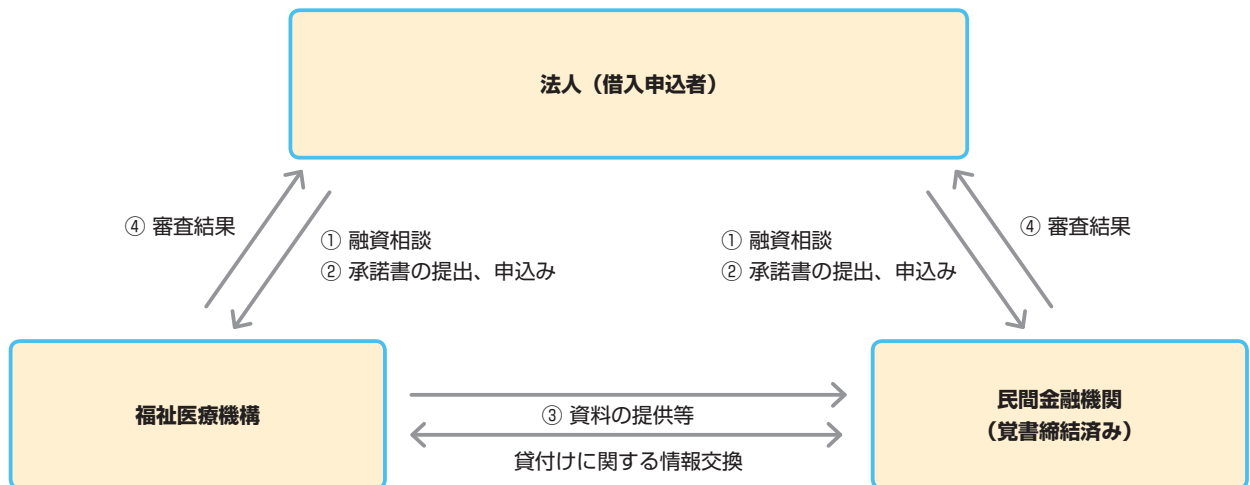 法人（借入申込者）
④ 審査結果
① 融資相談
② 承諾書の提出、申込み
① 融資相談
② 承諾書の提出、申込み
④ 審査結果
福祉医療機構
③ 資料の提供等
貸付けに関する情報交換
民間金融機関
（覚書締結済み）